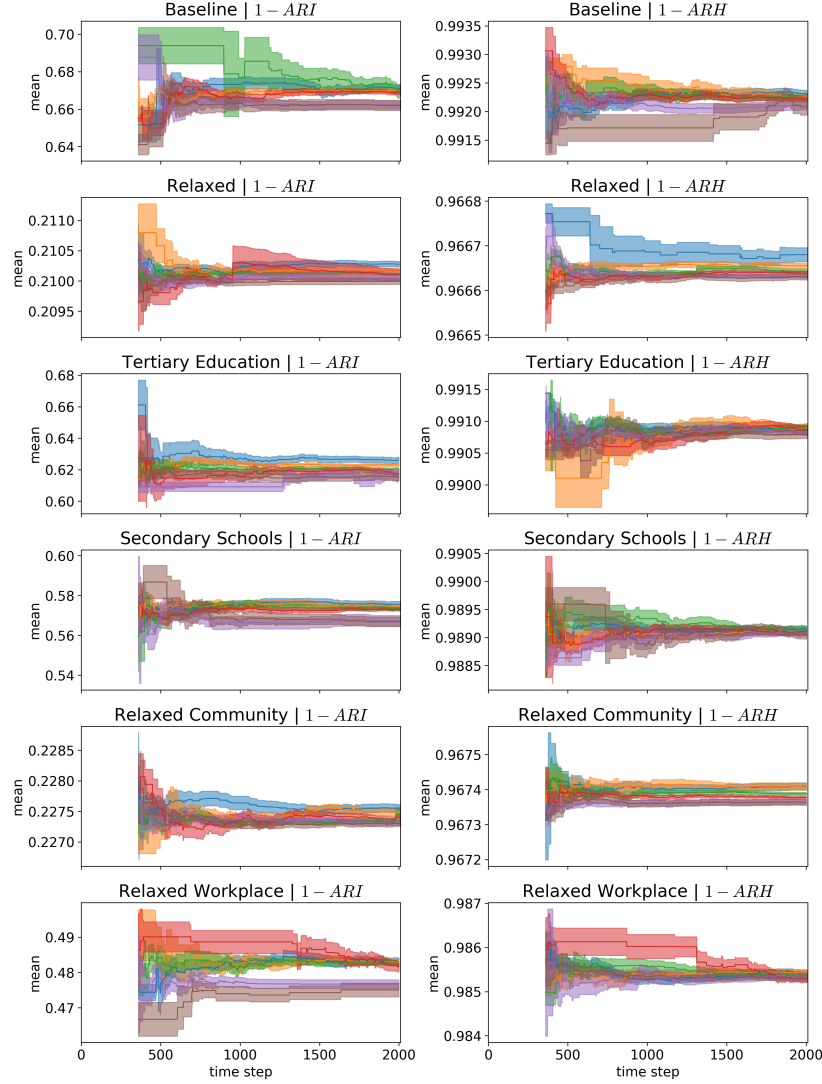 Baseline | 1 − ARI
Baseline | 1 − ARH
mean
0.70
0.68
0.66
0.64
mean
0.9935
0.9930
0.9925
0.9920
0.9915
Relaxed | 1 − ARI
Relaxed | 1 − ARH
mean
0.2110
0.2105
0.2100
0.2095
mean
0.9668
0.9667
0.9666
0.9665
Tertiary Education | 1 − ARI
Tertiary Education | 1 − ARH
mean
0.68
0.66
0.64
0.62
0.60
mean
0.9915
0.9910
0.9905
0.9900
Secondary Schools | 1 − ARI
Secondary Schools | 1 − ARH
mean
0.60
0.58
0.56
0.54
mean
0.9905
0.9900
0.9895
0.9890
0.9885
Relaxed Community | 1 − ARI
Relaxed Community | 1 − ARH
mean
0.2285
0.2280
0.2275
0.2270
mean
0.9675
0.9674
0.9673
0.9672
Relaxed Workplace | 1 − ARI
Relaxed Workplace | 1 − ARH
mean
0.49
0.48
0.47
mean
0.987
0.986
0.985
0.984
0 500 1000 1500 2000
0 500 1000 1500 2000
time step
time step